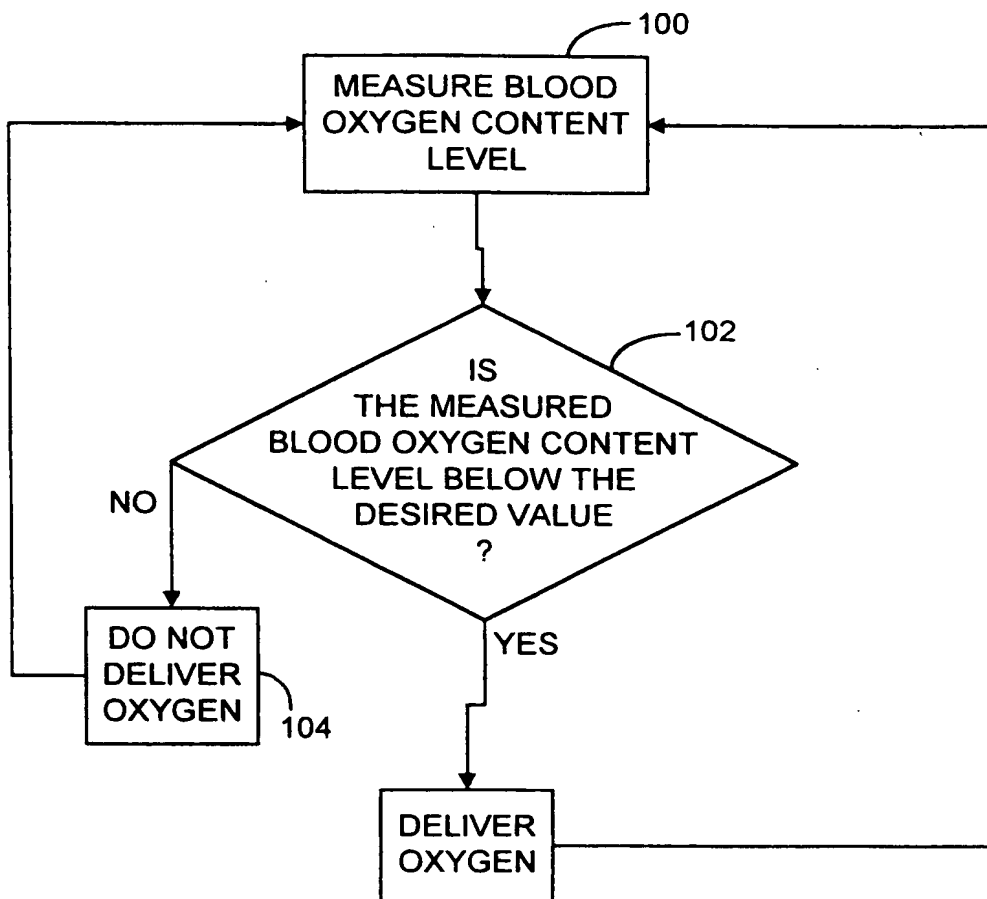 100
MEASURE BLOOD
OXYGEN CONTENT
LEVEL
102
IS
THE MEASURED
BLOOD OXYGEN CONTENT
LEVEL BELOW THE
DESIRED VALUE
?
NO
YES
DO NOT
DELIVER
OXYGEN
104
DELIVER
OXYGEN